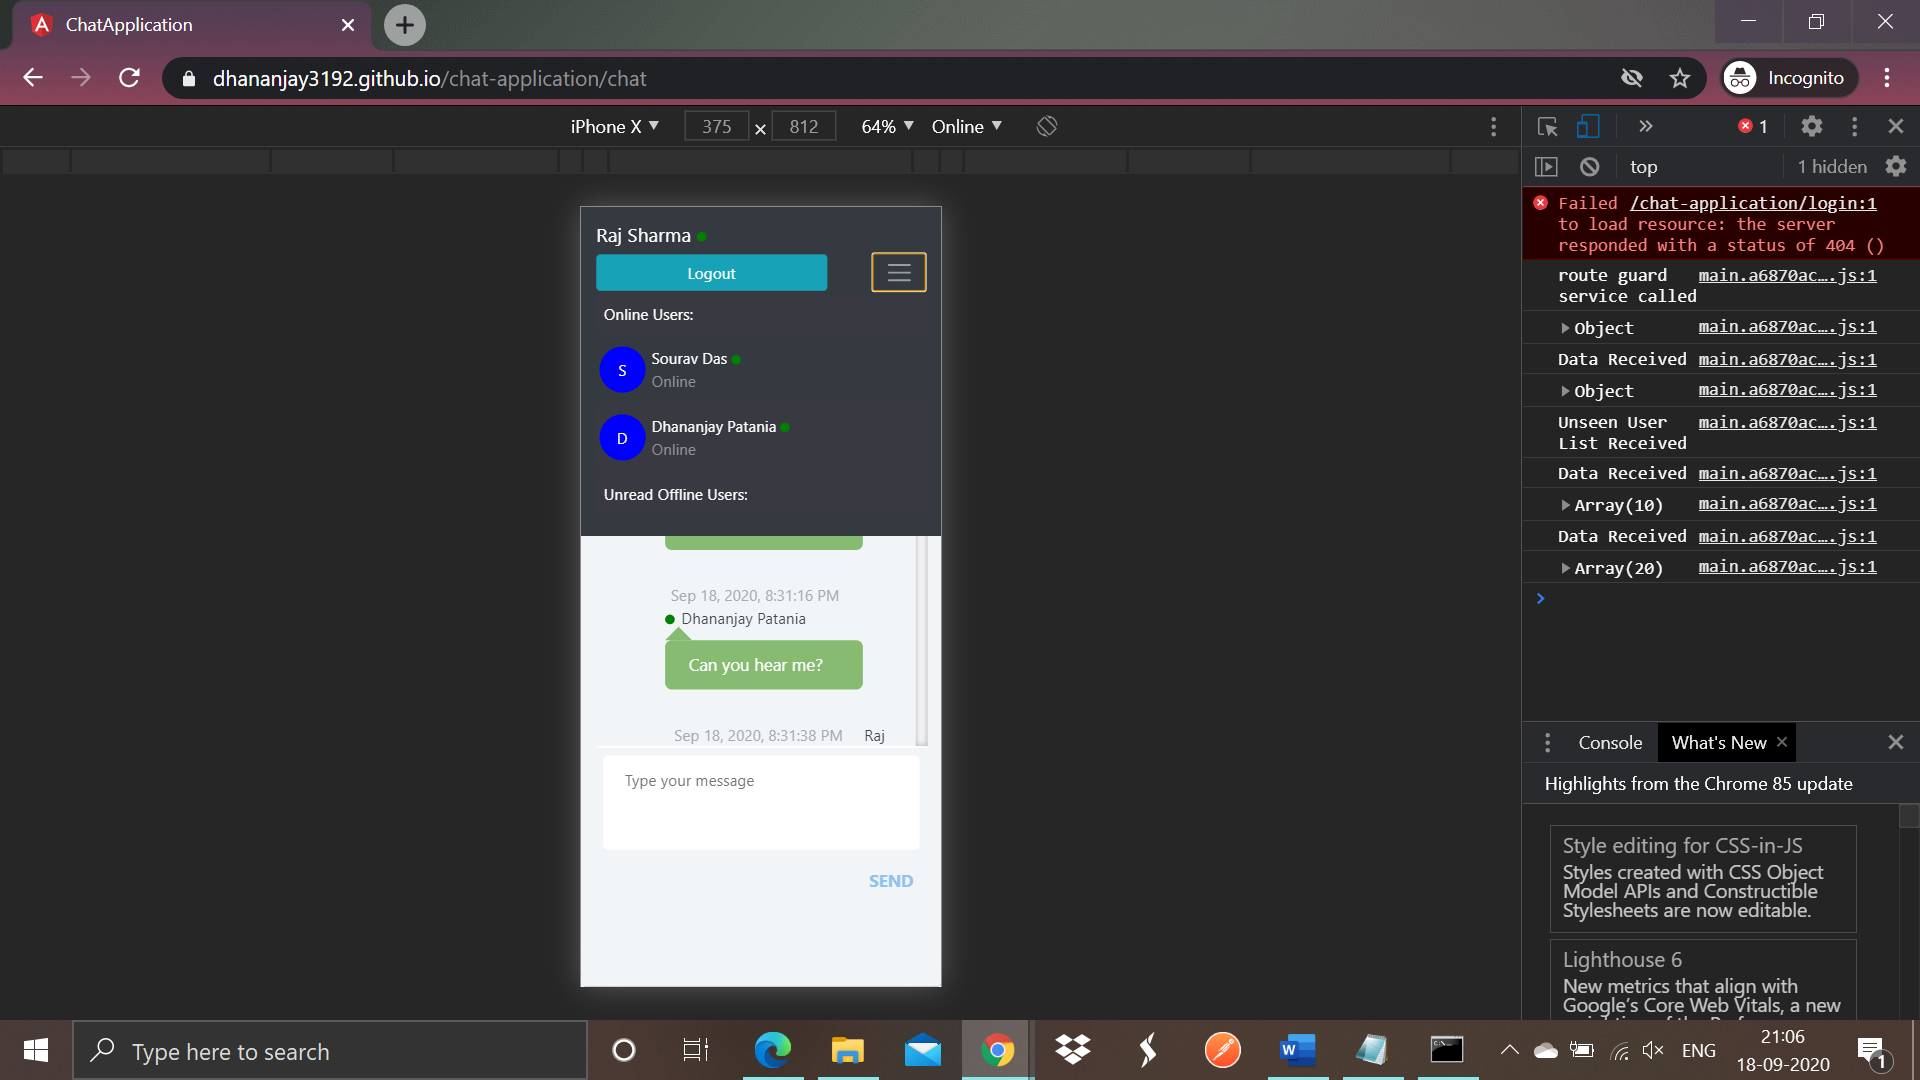 ChatApplication
dhananjay3192.github.io/chat-application/chat
Incognito
iPhone X 375 × 812 64% Online
1
top
1 hidden
Raj Sharma
Logout
Online Users:
S
Sourav Das
Online
D
Dhananjay Patania
Online
Unread Offline Users:
Sep 18, 2020, 8:31:16 PM
Dhananjay Patania
Can you hear me?
Sep 18, 2020, 8:31:38 PM Raj
Type your message
SEND
Failed /chat-application/login:1
to load resource: the server
responded with a status of 404 ()
route guard main.a6870ac….js:1
service called
Object main.a6870ac….js:1
Data Received main.a6870ac….js:1
Object main.a6870ac….js:1
Unseen User main.a6870ac….js:1
List Received
Data Received main.a6870ac….js:1
Array(10) main.a6870ac….js:1
Data Received main.a6870ac….js:1
Array(20) main.a6870ac….js:1
Console What's New
Highlights from the Chrome 85 update
Style editing for CSS-in-JS
Styles created with CSS Object
Model APIs and Constructible
Stylesheets are now editable.
Lighthouse 6
New metrics that align with
Google's Core Web Vitals, a new
Type here to search
ENG
21:06
18-09-2020
1